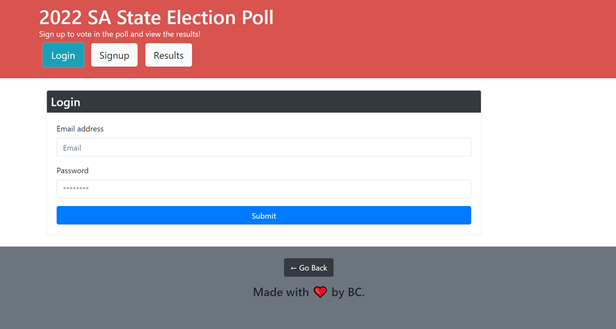 2022 SA State Election Poll
Sign up to vote in the poll and view the results!
Login Signup Results
Login
Email address
Email
Password
********
Submit
← Go Back
Made with ❤️ by BC.